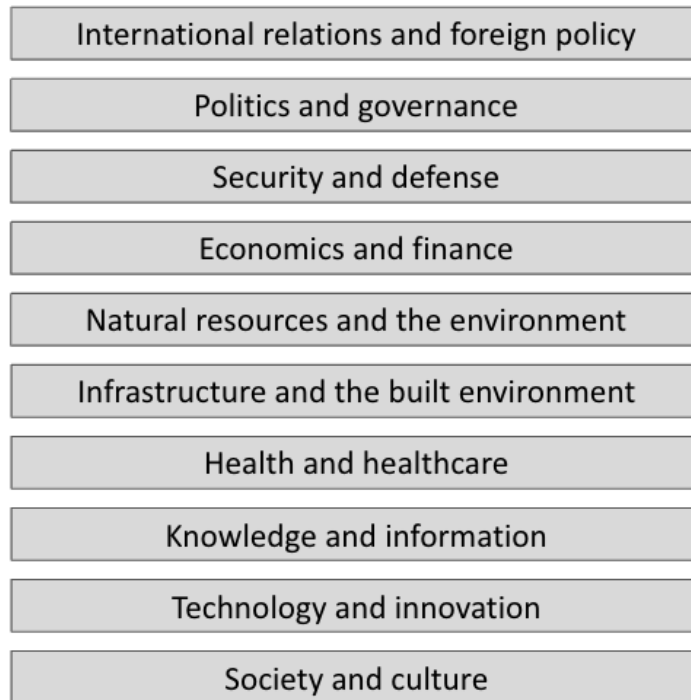 International relations and foreign policy
Politics and governance
Security and defense
Economics and finance
Natural resources and the environment
Infrastructure and the built environment
Health and healthcare
Knowledge and information
Technology and innovation
Society and culture